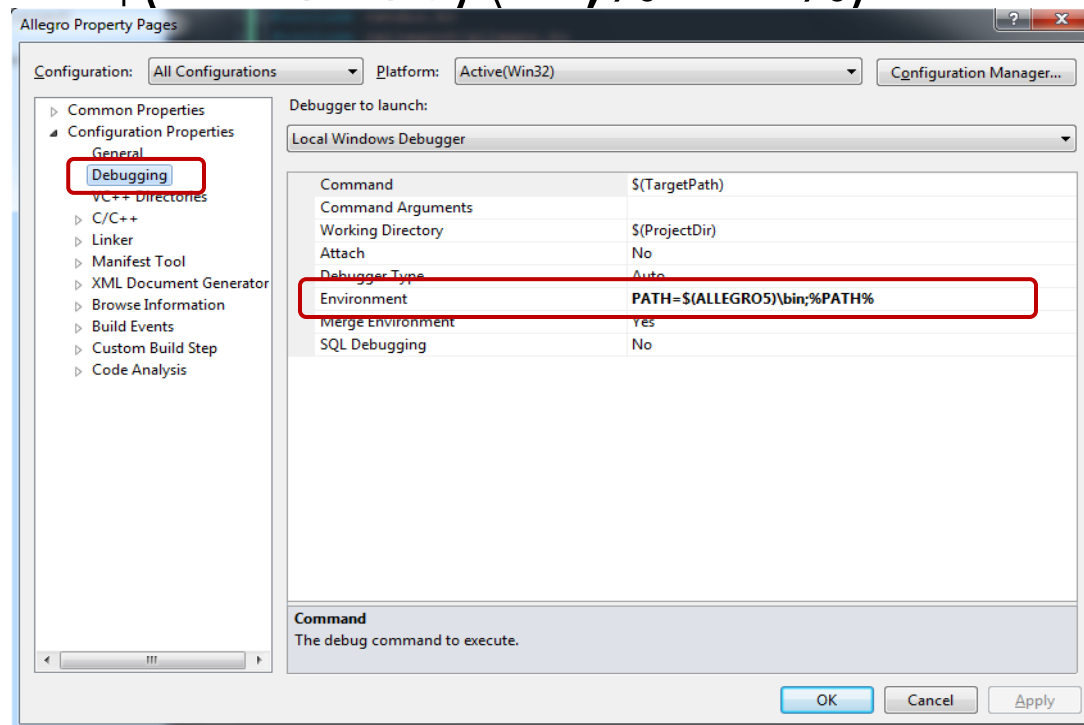 Allegro Property Pages
Configuration: All Configurations Platform: Active(Win32) Configuration Manager...
Common Properties
Configuration Properties
General
Debugging
VC++ Directories
C/C++
Linker
Manifest Tool
XML Document Generator
Browse Information
Build Events
Custom Build Step
Code Analysis
Debugger to launch:
Local Windows Debugger
Command $(TargetPath)
Command Arguments
Working Directory $(ProjectDir)
Attach No
Debugger Type Auto
Environment PATH=$(ALLEGRO5)\bin;%PATH%
Merge Environment Yes
SQL Debugging No
Command
The debug command to execute.
OK Cancel Apply